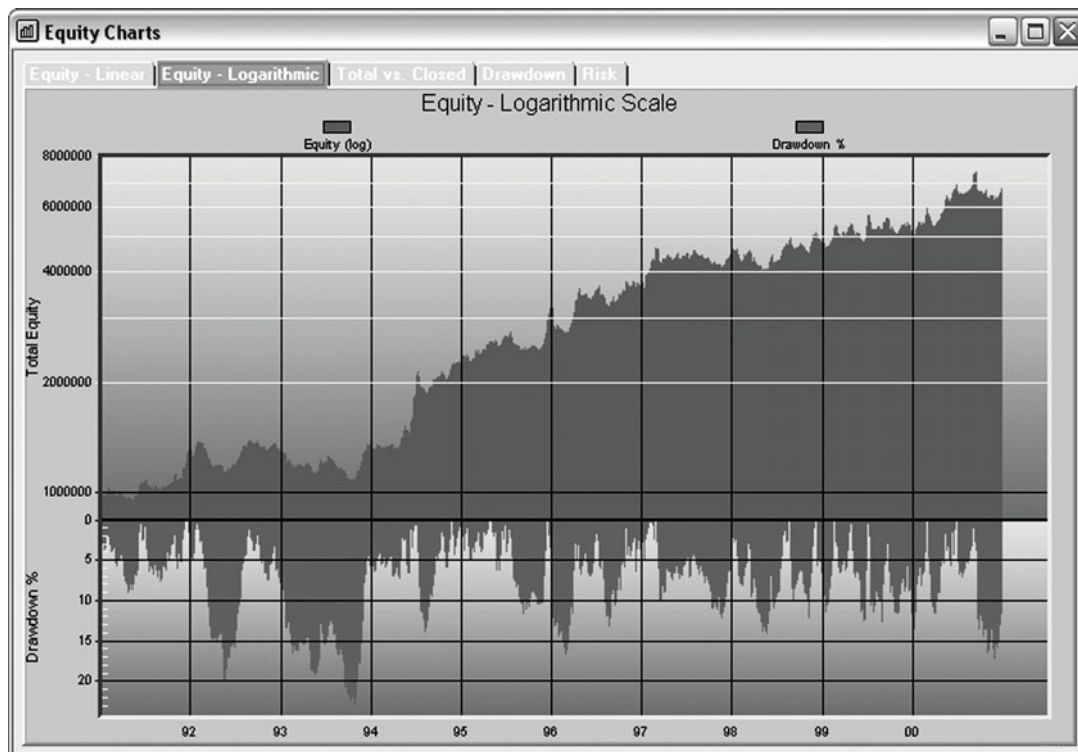 Equity Charts
Equity - Linear Equity - Logarithmic Total vs. Closed Drawdown Risk
Equity - Logarithmic Scale
Equity (log) Drawdown %
8000000
6000000
4000000
Total Equity
2000000
1000000
0
5
10
Drawdown %
15
20
92 93 94 95 96 97 98 99 00